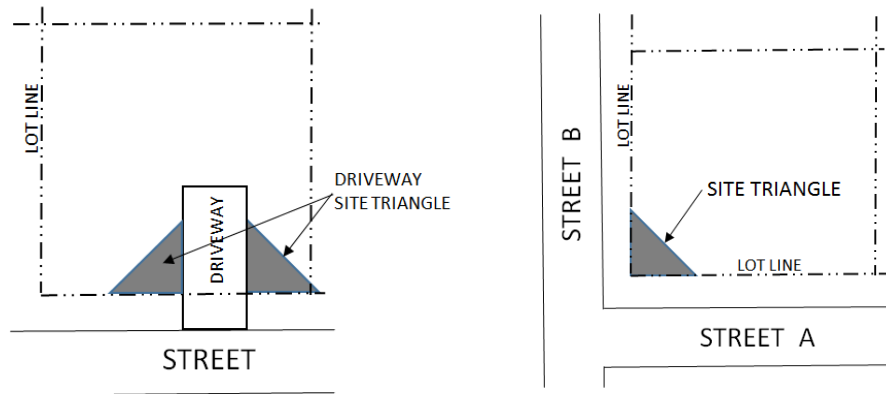 LOT LINE
DRIVEWAY
DRIVEWAY
SITE TRIANGLE
STREET
STREET B
LOT LINE
SITE TRIANGLE
LOT LINE
STREET A